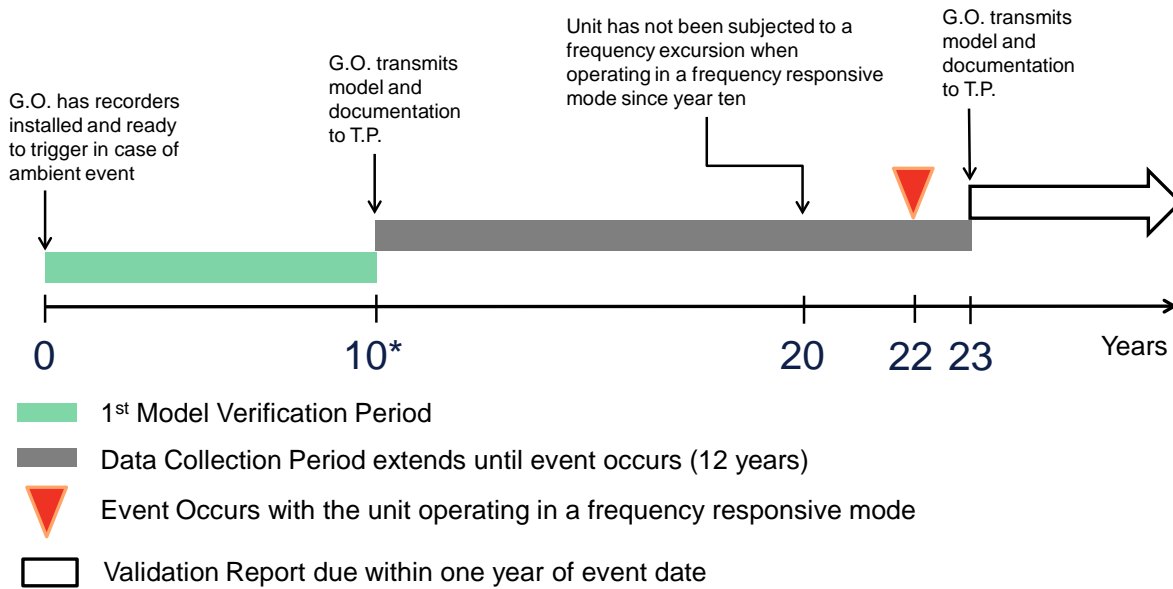 G.O. has recorders
installed and ready
to trigger in case of
ambient event
G.O. transmits
model and
documentation
to T.P.
Unit has not been subjected to a
frequency excursion when
operating in a frequency responsive
mode since year ten
G.O. transmits
model and
documentation
to T.P.
0
10*
20
22
23
Years
1st Model Verification Period
Data Collection Period extends until event occurs (12 years)
Event Occurs with the unit operating in a frequency responsive mode
Validation Report due within one year of event date